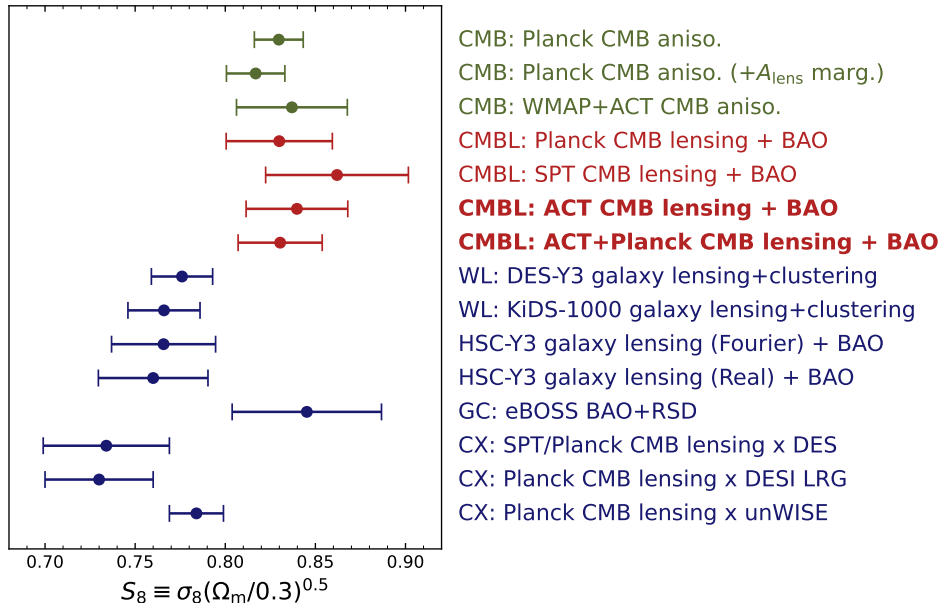 CMB: Planck CMB aniso.
CMB: Planck CMB aniso. (+A_lens marg.)
CMB: WMAP+ACT CMB aniso.
CMBL: Planck CMB lensing + BAO
CMBL: SPT CMB lensing + BAO
CMBL: ACT CMB lensing + BAO
CMBL: ACT+Planck CMB lensing + BAO
WL: DES-Y3 galaxy lensing+clustering
WL: KiDS-1000 galaxy lensing+clustering
HSC-Y3 galaxy lensing (Fourier) + BAO
HSC-Y3 galaxy lensing (Real) + BAO
GC: eBOSS BAO+RSD
CX: SPT/Planck CMB lensing x DES
CX: Planck CMB lensing x DESI LRG
CX: Planck CMB lensing x unWISE
0.70 0.75 0.80 0.85 0.90
S₈ ≡ σ₈(Ωₘ/0.3)⁰·⁵